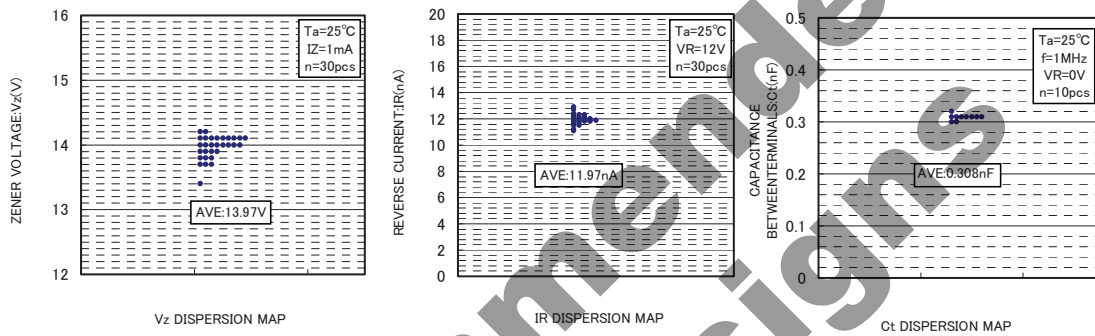 16
15
14
13
12
ZENER VOLTAGE:Vz(V)
Ta=25℃
IZ=1mA
n=30pcs
AVE:13.97V
Vz DISPERSION MAP
20
18
16
14
12
10
8
6
4
2
0
REVERSE CURRENT:IR(nA)
Ta=25℃
VR=12V
n=30pcs
AVE:11.97nA
IR DISPERSION MAP
0.5
0.4
0.3
0.2
0.1
0
CAPACITANCE
BETWEENTERMINALS:Ct(nF)
Ta=25℃
f=1MHz
VR=0V
n=10pcs
AVE:0.308nF
Ct DISPERSION MAP
signs